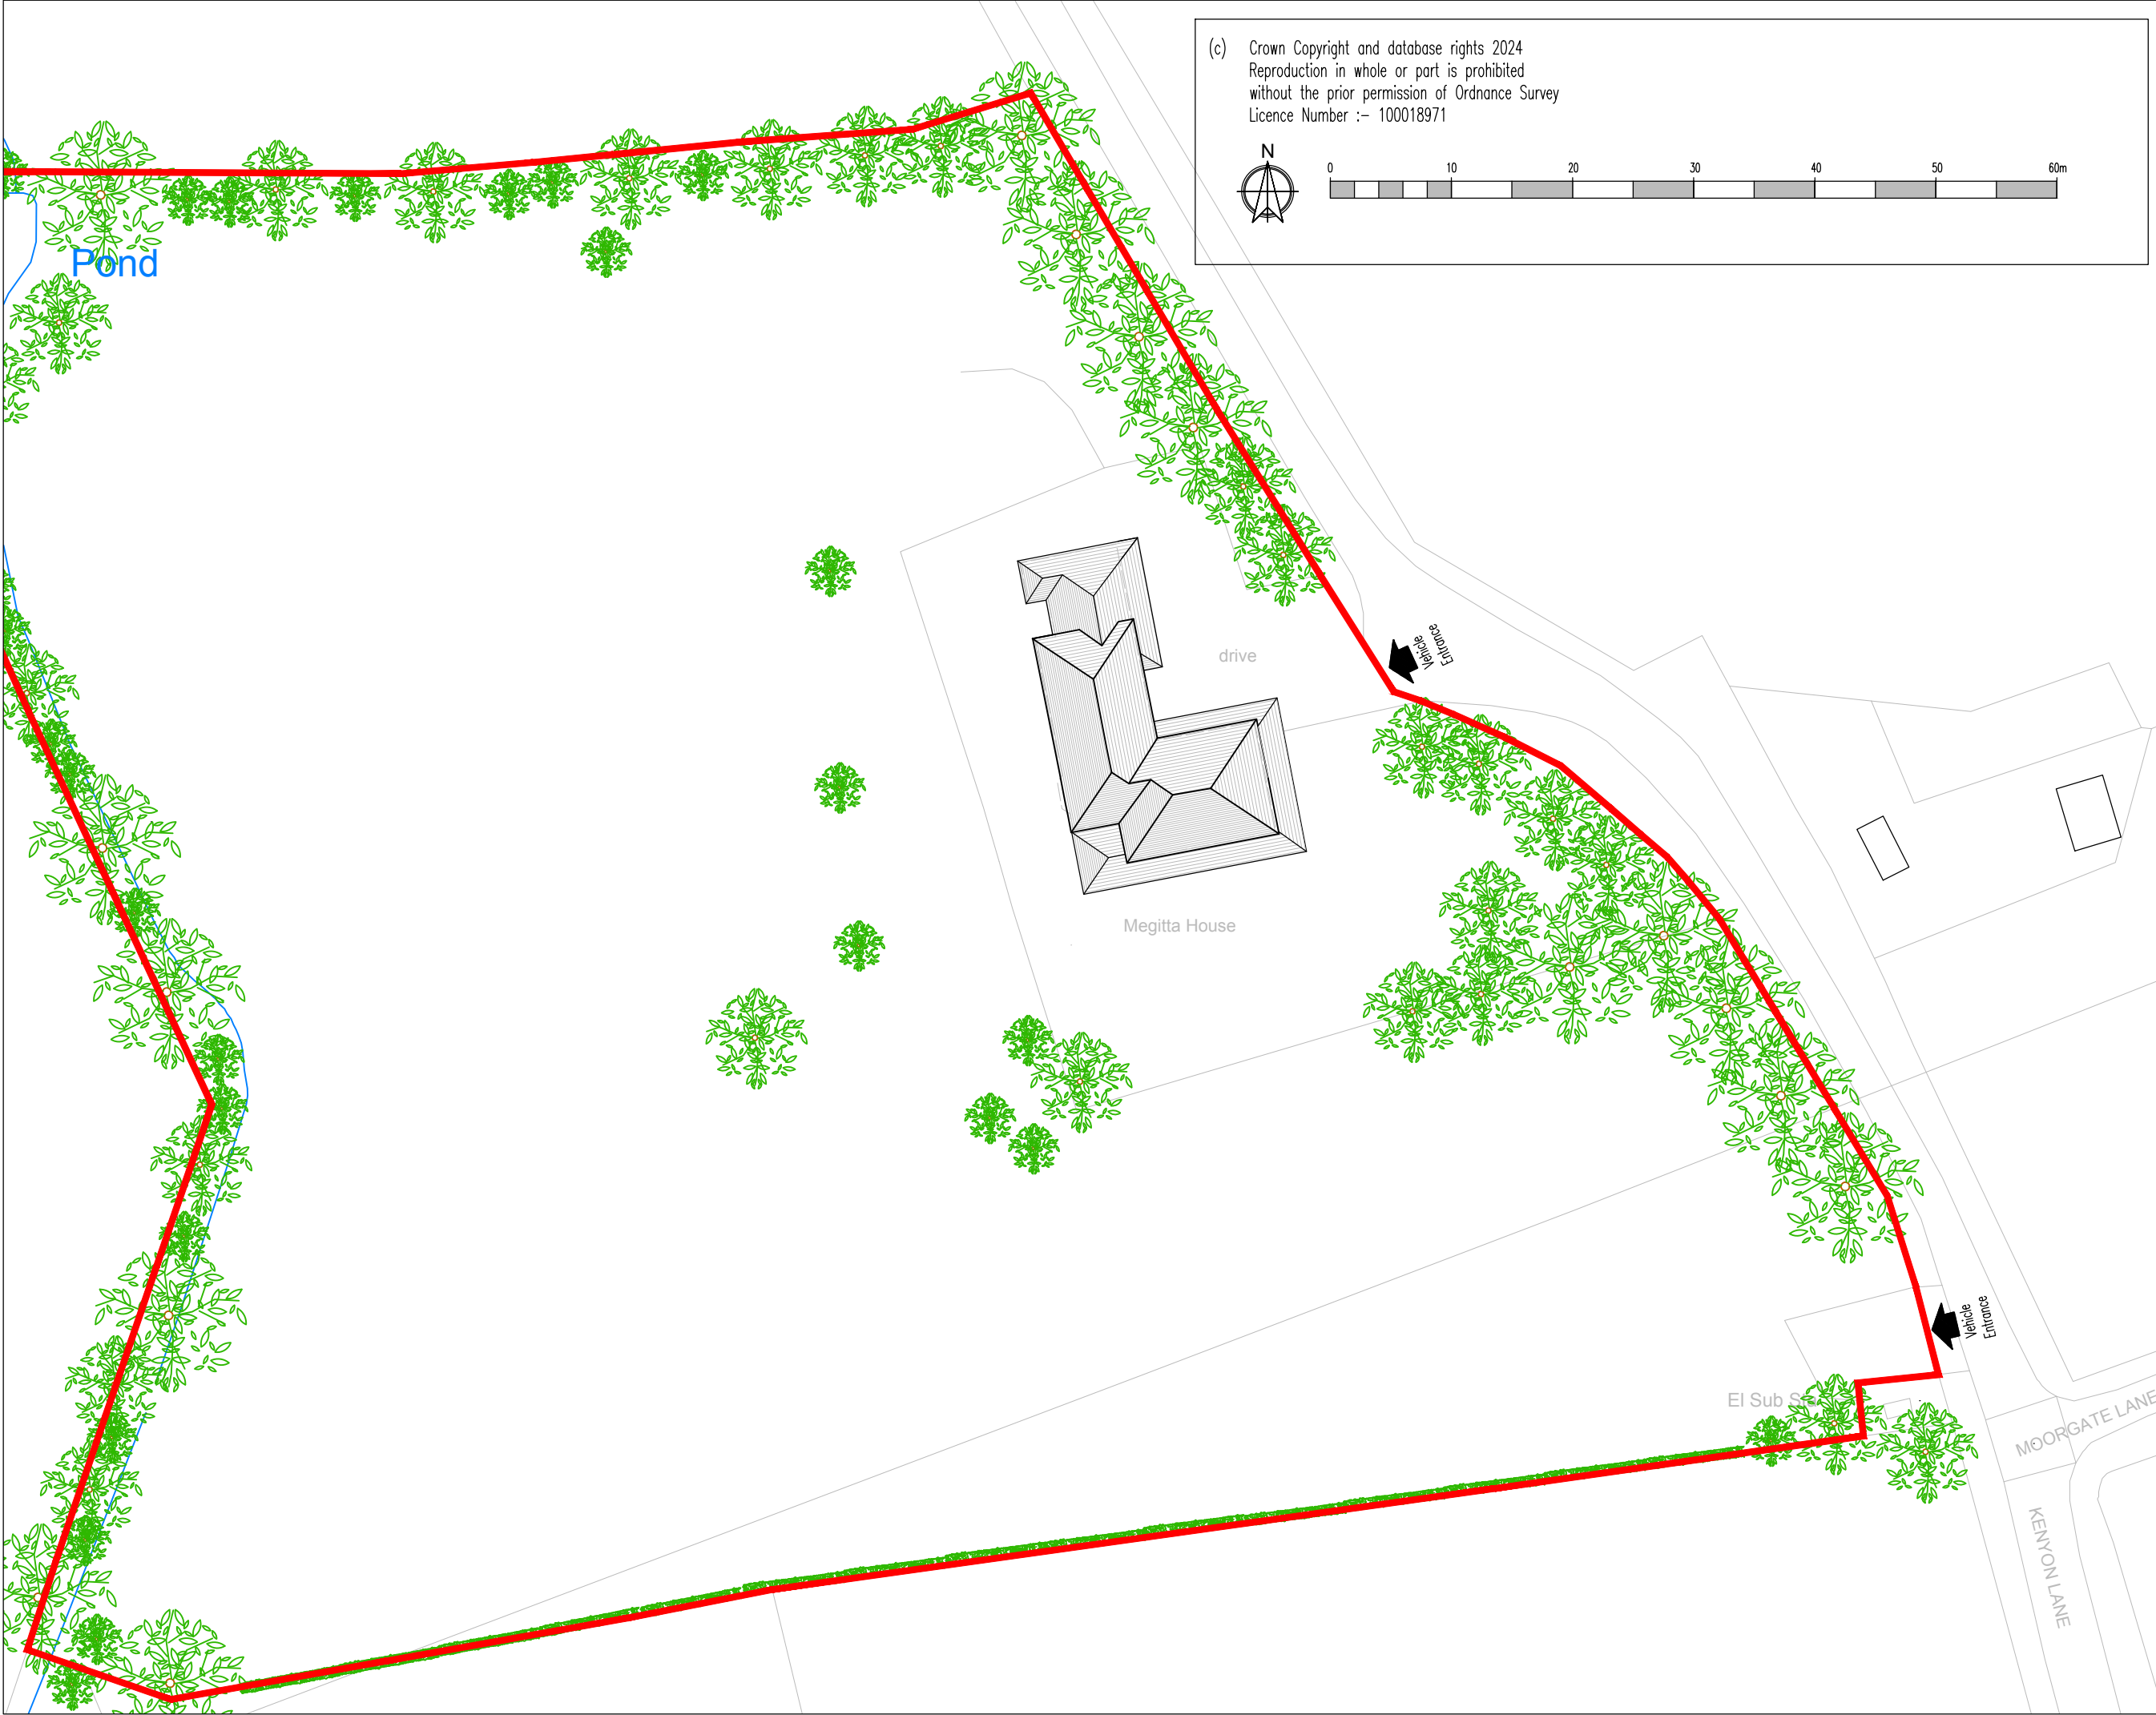 (c) Crown Copyright and database rights 2024
Reproduction in whole or part is prohibited
without the prior permission of Ordnance Survey
Licence Number :- 100018971
N
0 10 20 30 40 50 60m
Pond
Vehicle
Entrance
drive
Megitta House
Vehicle
Entrance
El Sub Sta
MOORGATE LANE
KENYON LANE